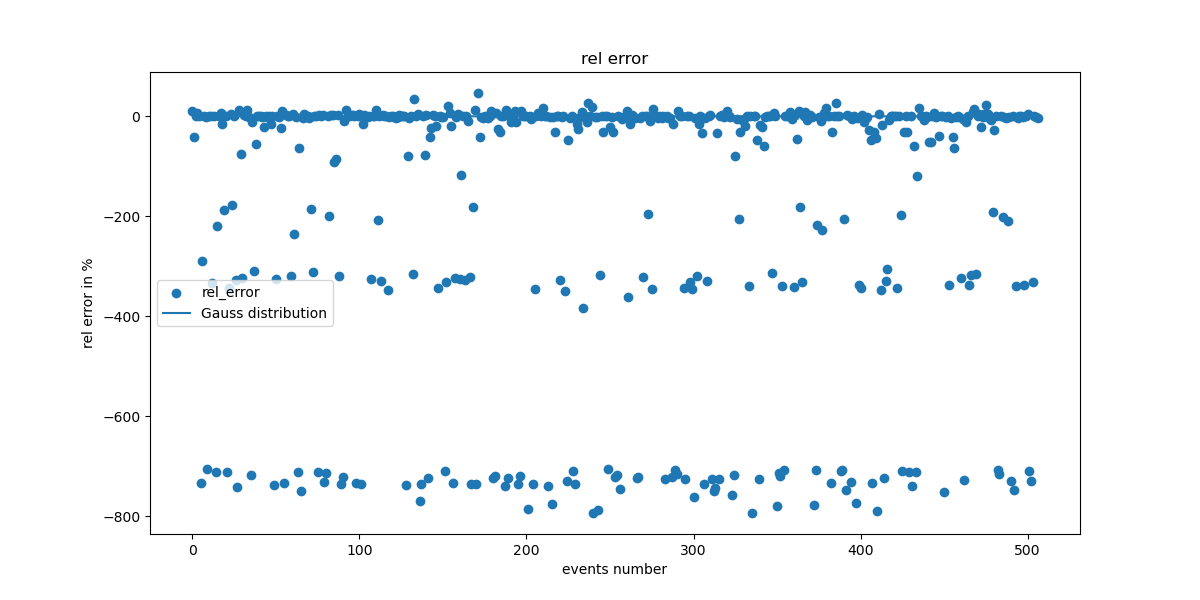 rel error
0
−200
−400
−600
−800
rel error in %
rel_error
Gauss distribution
0 100 200 300 400 500
events number